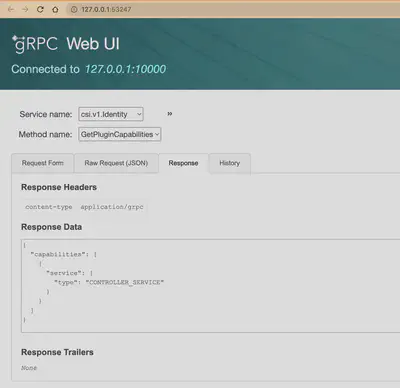 127.0.0.1:53247
gRPC Web UI
Connected to 127.0.0.1:10000
Service name: csi.v1.Identity »
Method name: GetPluginCapabilities
Request Form Raw Request (JSON) Response History
Response Headers
content-type application/grpc
Response Data
{
"capabilities": [
{
"service": {
"type": "CONTROLLER_SERVICE"
}
}
]
}
Response Trailers
None